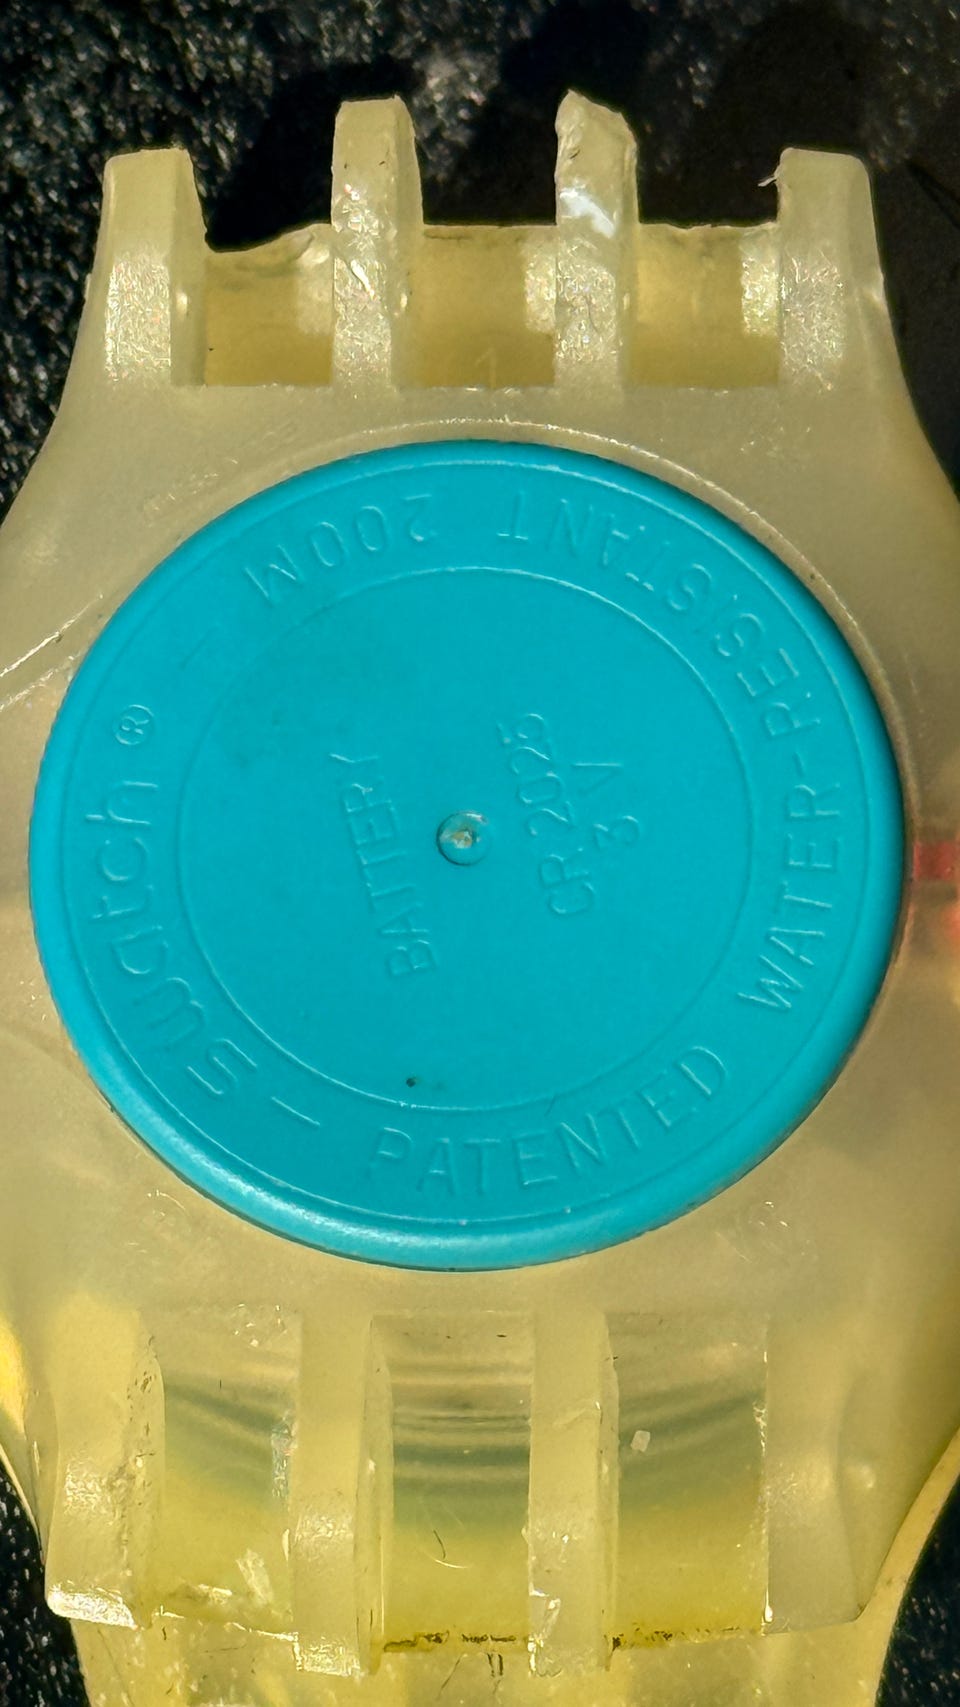 swatch ® — 200M
PATENTED WATER-RESISTANT
BATTERY
CR.2025
3 V